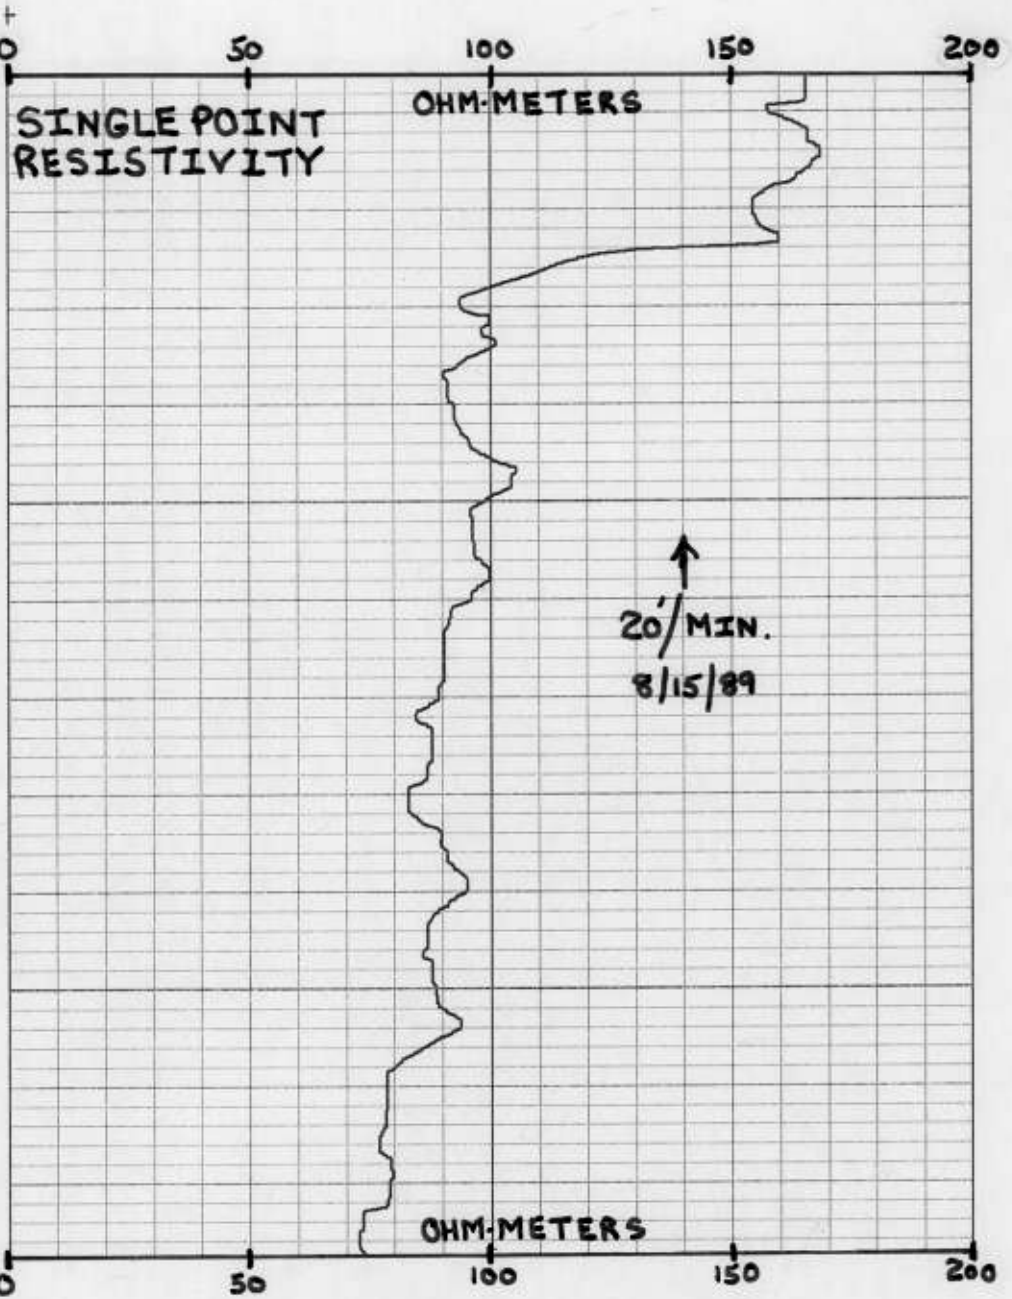 +
0 50 100 150 200
OHM-METERS
SINGLE POINT
RESISTIVITY
20'/MIN.
8/15/89
OHM-METERS
0 50 100 150 200